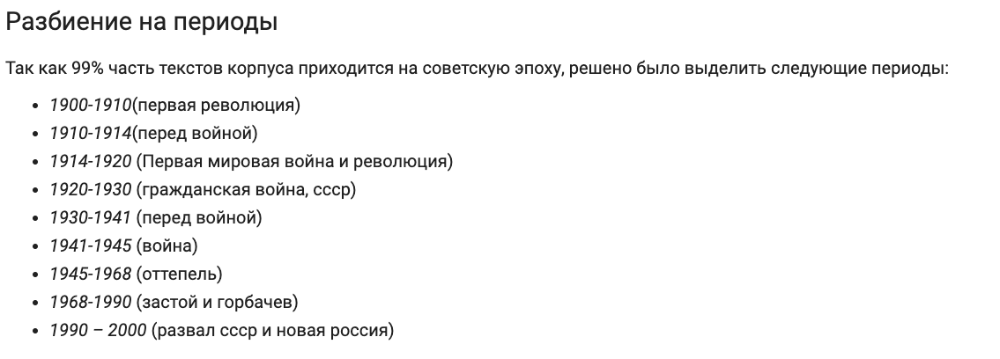 Разбиение на периоды
Так как 99% часть текстов корпуса приходится на советскую эпоху, решено было выделить следующие периоды:
• 1900-1910(первая революция)
• 1910-1914(перед войной)
• 1914-1920 (Первая мировая война и революция)
• 1920-1930 (гражданская война, ссср)
• 1930-1941 (перед войной)
• 1941-1945 (война)
• 1945-1968 (оттепель)
• 1968-1990 (застой и горбачев)
• 1990 – 2000 (развал ссср и новая россия)